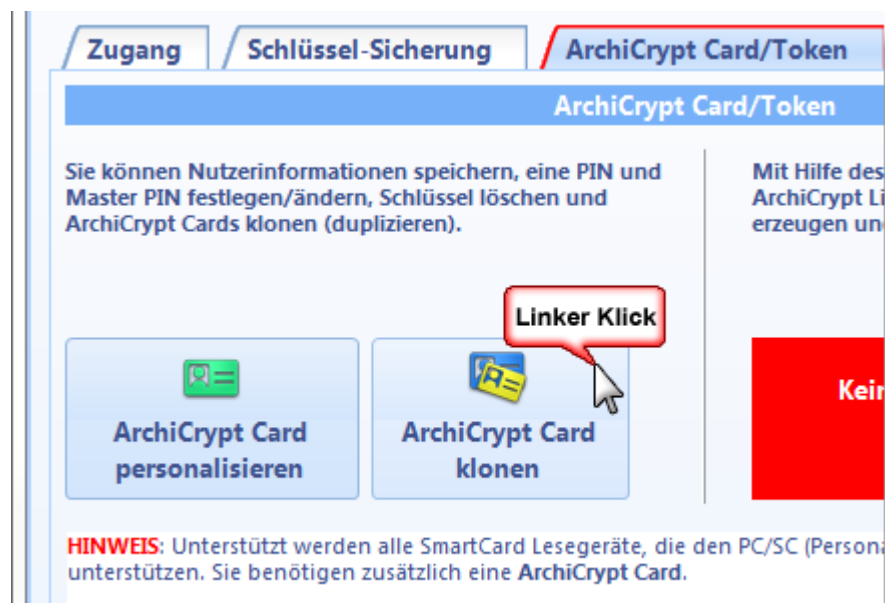 Zugang
Schlüssel-Sicherung
ArchiCrypt Card/Token
ArchiCrypt Card/Token
Sie können Nutzerinformationen speichern, eine PIN und
Master PIN festlegen/ändern, Schlüssel löschen und
ArchiCrypt Cards klonen (duplizieren).
Mit Hilfe des
ArchiCrypt Li
erzeugen un
Linker Klick
ArchiCrypt Card
personalisieren
ArchiCrypt Card
klonen
Kein
HINWEIS: Unterstützt werden alle SmartCard Lesegeräte, die den PC/SC (Persona
unterstützen. Sie benötigen zusätzlich eine ArchiCrypt Card.